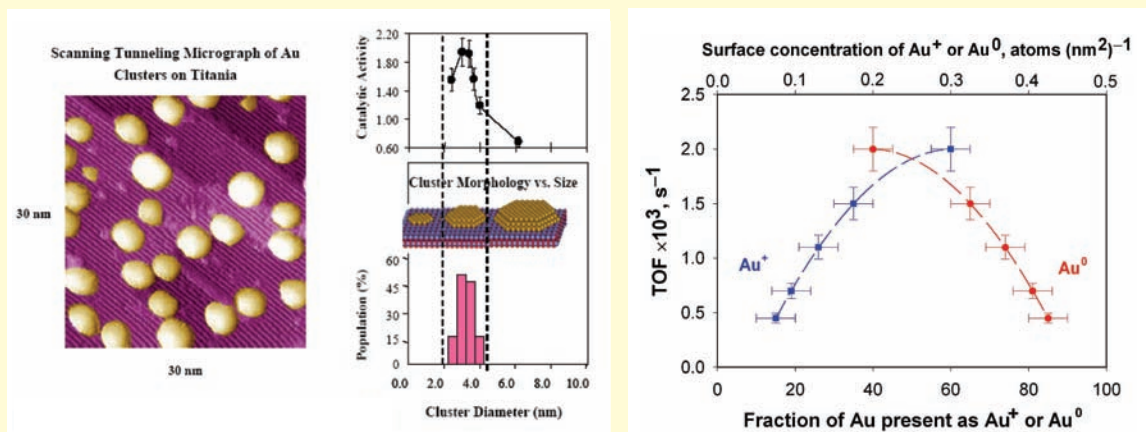 Scanning Tunneling Micrograph of Au
Clusters on Titania
30 nm
30 nm
Catalytic Activity
2.20
1.80
1.40
1.00
0.60
Cluster Morphology vs. Size
Population (%)
60
45
30
15
0
0.0 2.0 4.0 6.0 8.0 10.0
Cluster Diameter (nm)
Surface concentration of Au⁺ or Au⁰, atoms (nm²)⁻¹
0.0 0.1 0.2 0.3 0.4 0.5
TOF ×10³, s⁻¹
2.5
2.0
1.5
1.0
0.5
0.0
Au⁺
Au⁰
0 20 40 60 80 100
Fraction of Au present as Au⁺ or Au⁰